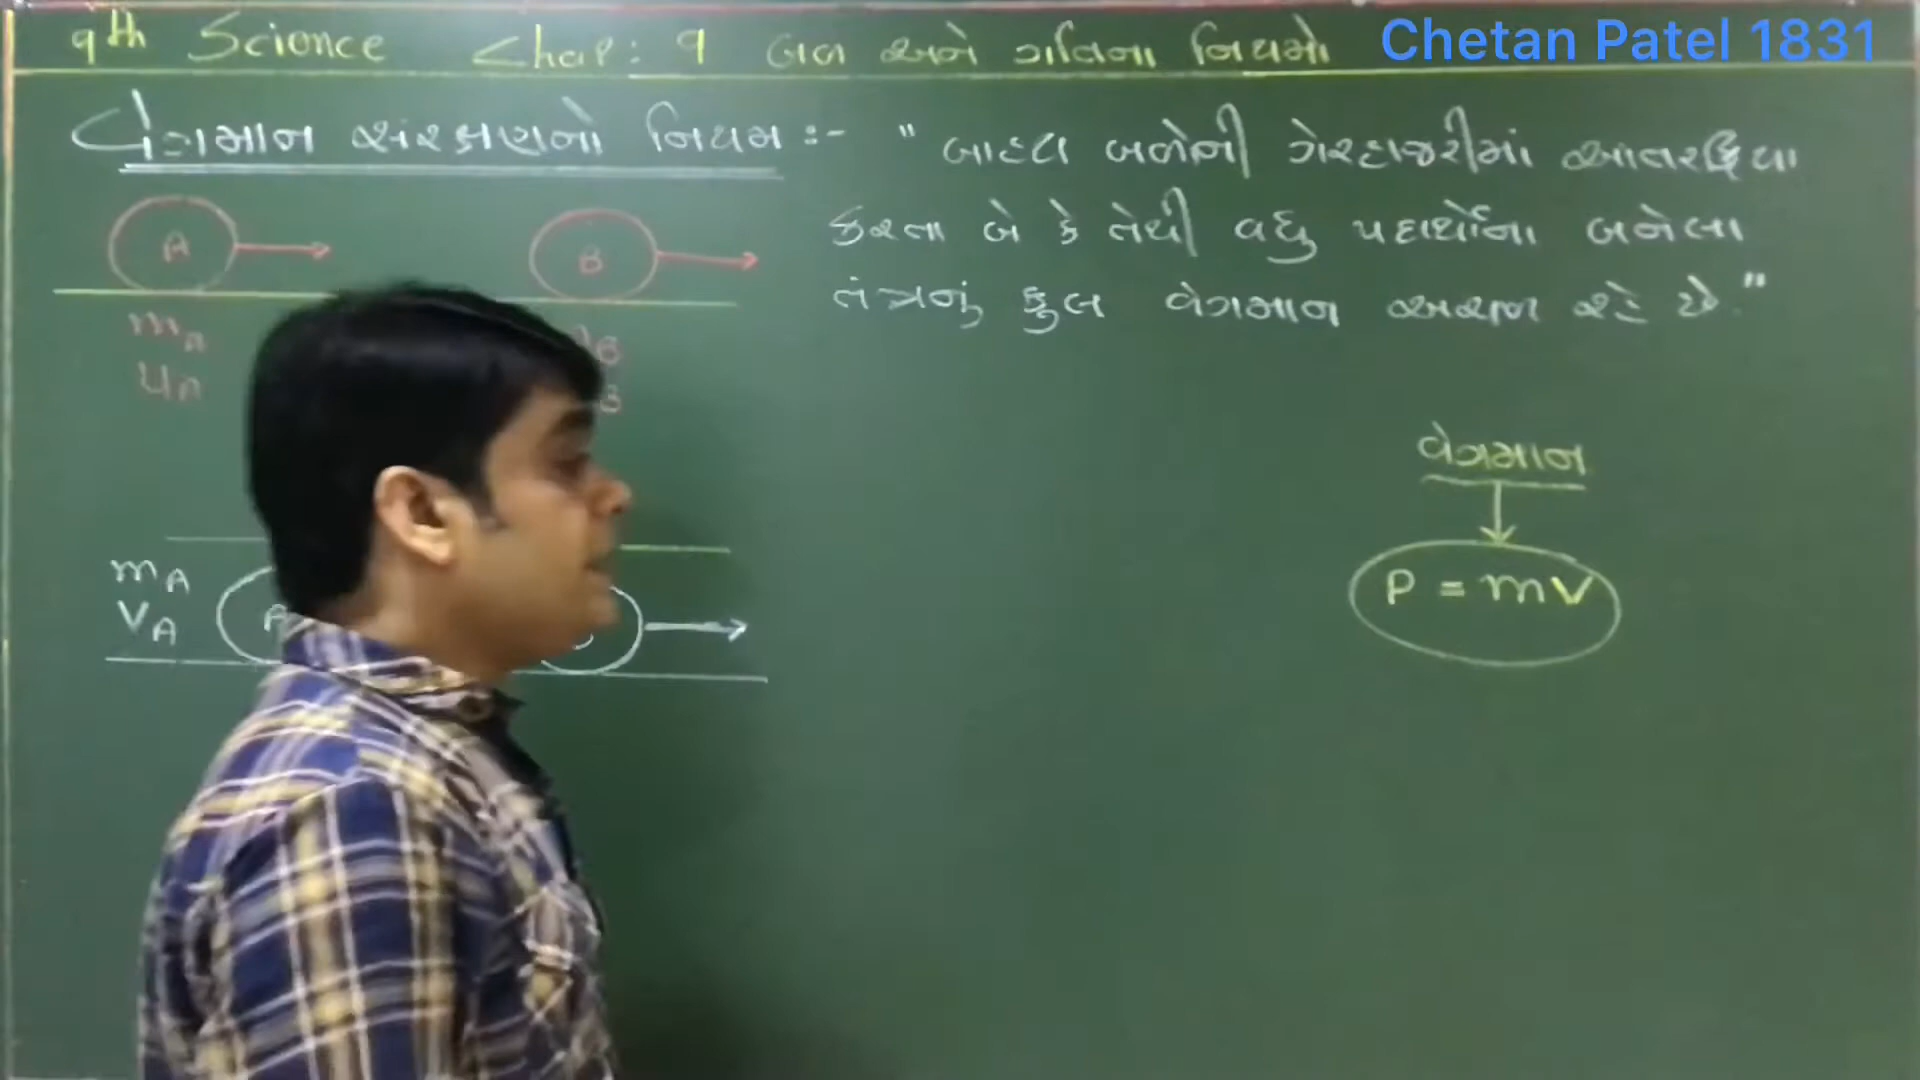 9th Science Chap: 9 બળ અને ગતિના નિયમો
Chetan Patel 1831
વેગમાન સંરક્ષણનો નિયમ :- " બાહ્ય બળોની ગેરહાજરીમાં આંતરક્રિયા
કરતા બે કે તેથી વધુ પદાર્થોના બનેલા
તંત્રનું કુલ વેગમાન અચળ રહે છે."
A
B
mA
uA
B
B
વેગમાન
P = mv
mA
VA
A